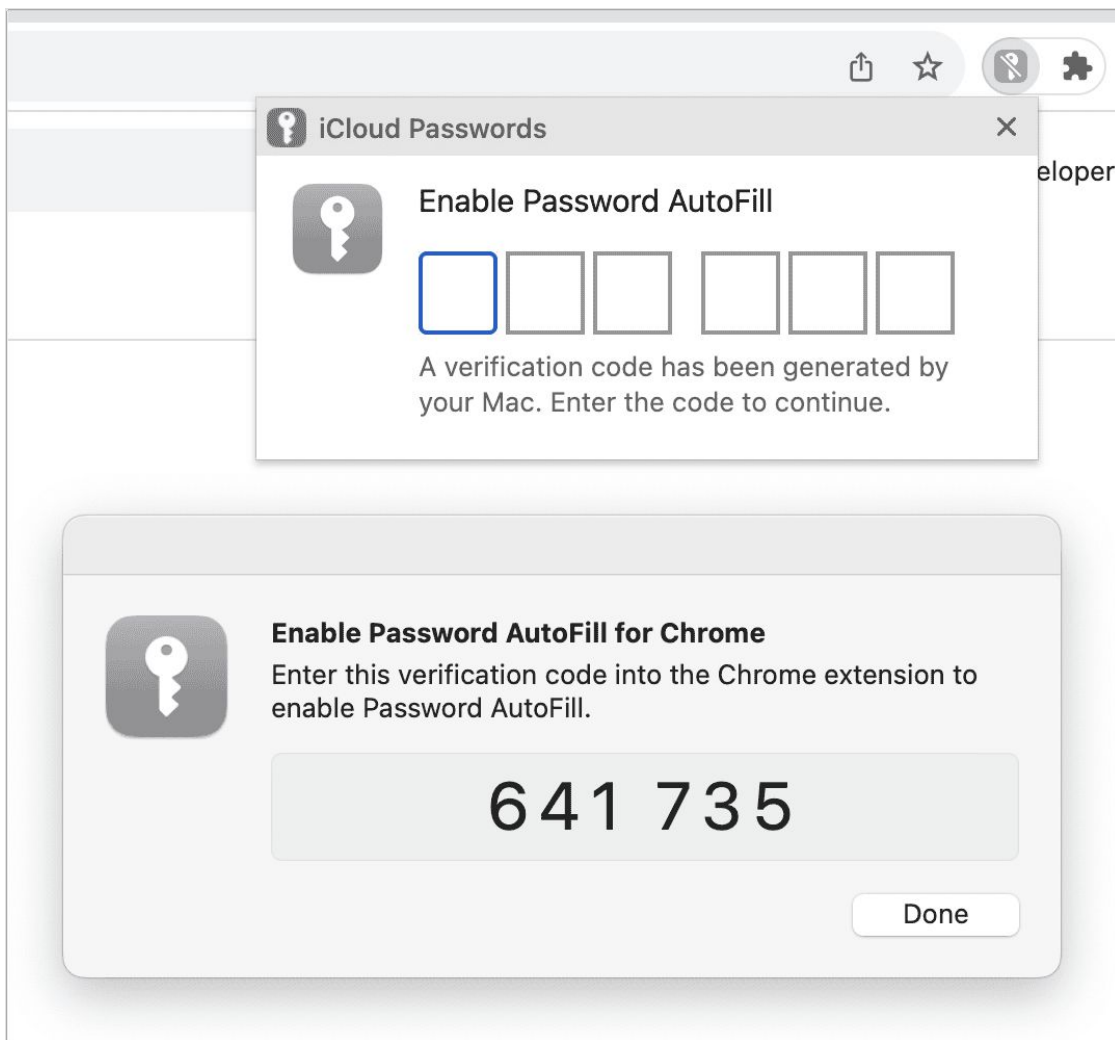 iCloud Passwords
eloper
Enable Password AutoFill
A verification code has been generated by
your Mac. Enter the code to continue.
Enable Password AutoFill for Chrome
Enter this verification code into the Chrome extension to
enable Password AutoFill.
641 735
Done